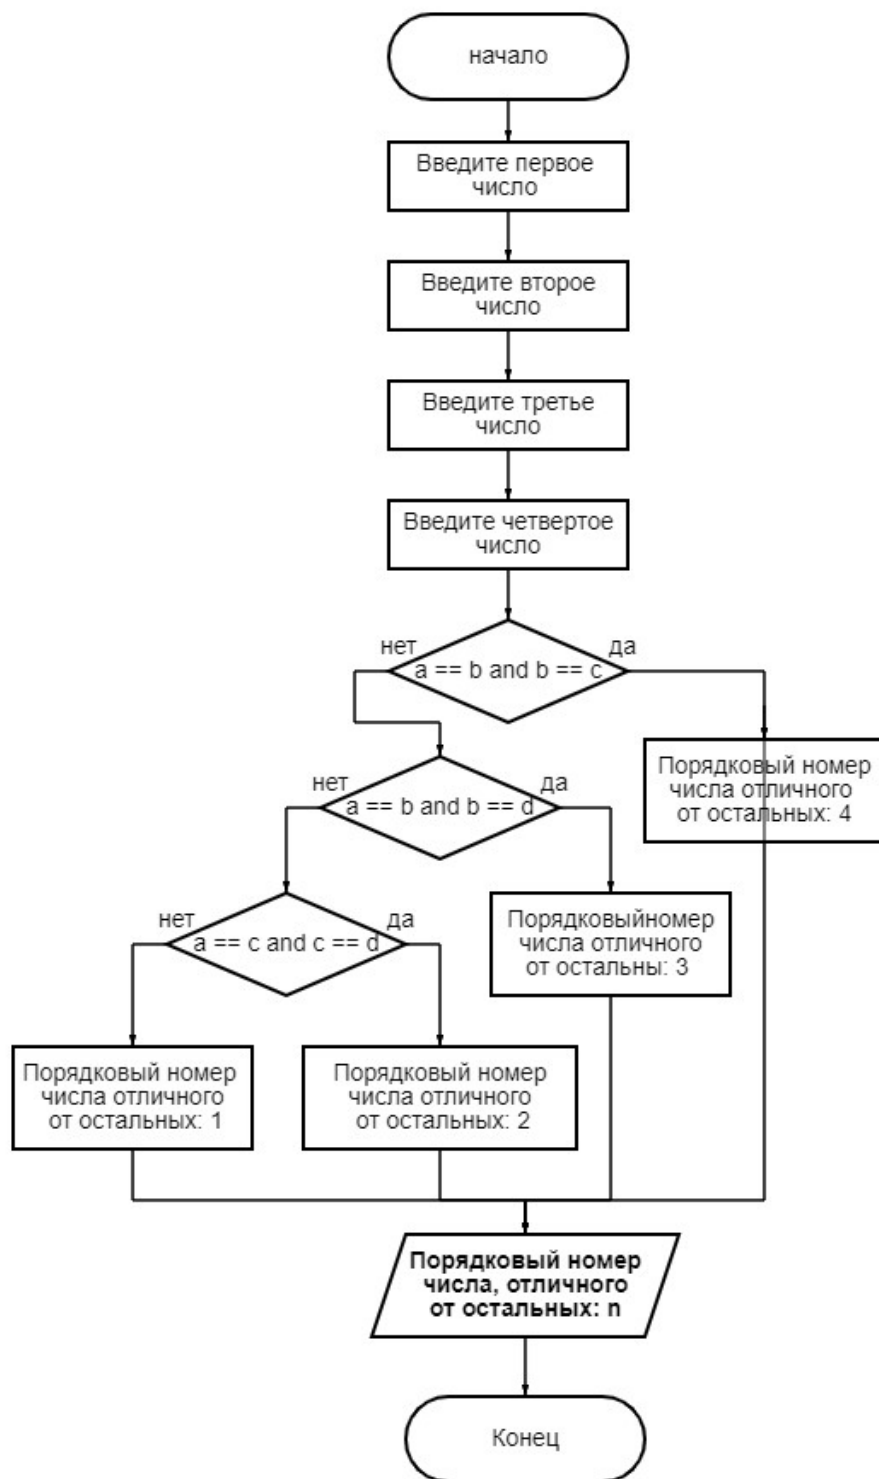 начало
Введите первое
число
Введите второе
число
Введите третье
число
Введите четвертое
число
нет
да
a == b and b == c
нет
да
a == b and b == d
Порядковый номер
числа отличного
от остальных: 4
нет
да
a == c and c == d
Порядковыйномер
числа отличного
от остальны: 3
Порядковый номер
числа отличного
от остальных: 1
Порядковый номер
числа отличного
от остальных: 2
Порядковый номер
числа, отличного
от остальных: n
Конец